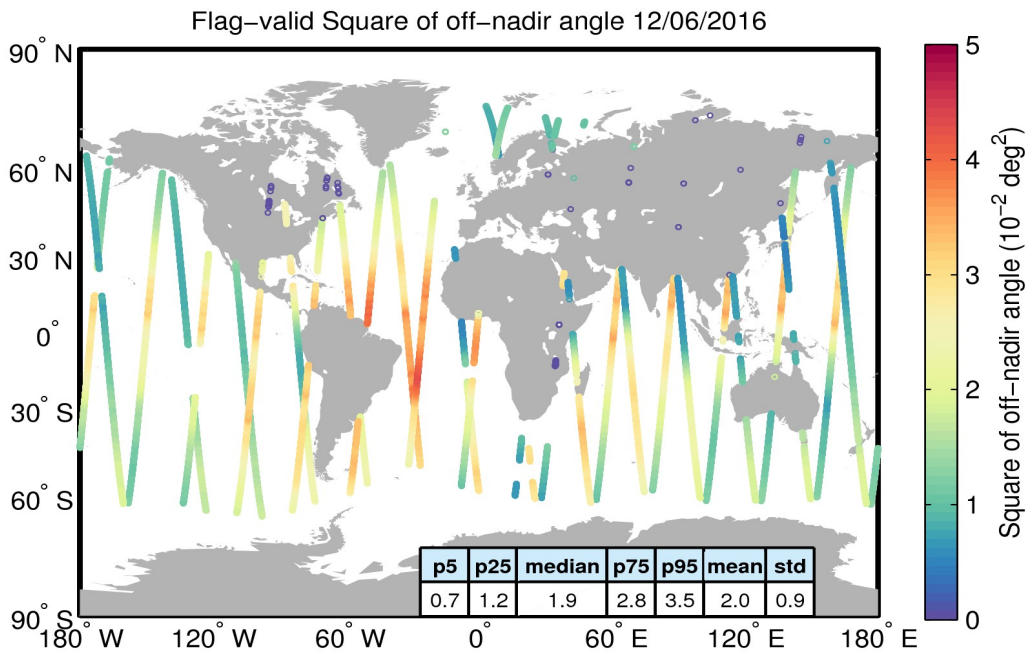 Flag−valid Square of off−nadir angle 12/06/2016
90° N
60° N
30° N
0°
30° S
60° S
90° S
180° W 120° W 60° W 0° 60° E 120° E 180° E
p5 p25 median p75 p95 mean std
0.7 1.2 1.9 2.8 3.5 2.0 0.9
5
4
3
2
1
0
Square of off−nadir angle (10⁻² deg²)